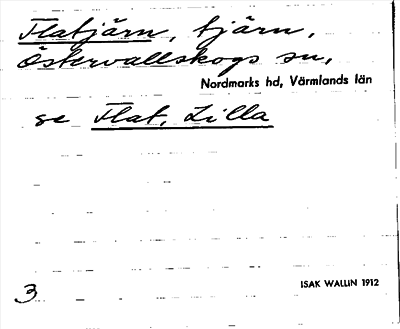 Flatjärn, tjärn,
Östervallskogs sn,
Nordmarks hd, Värmlands län
se Flat, Lilla
3
ISAK WALLIN 1912